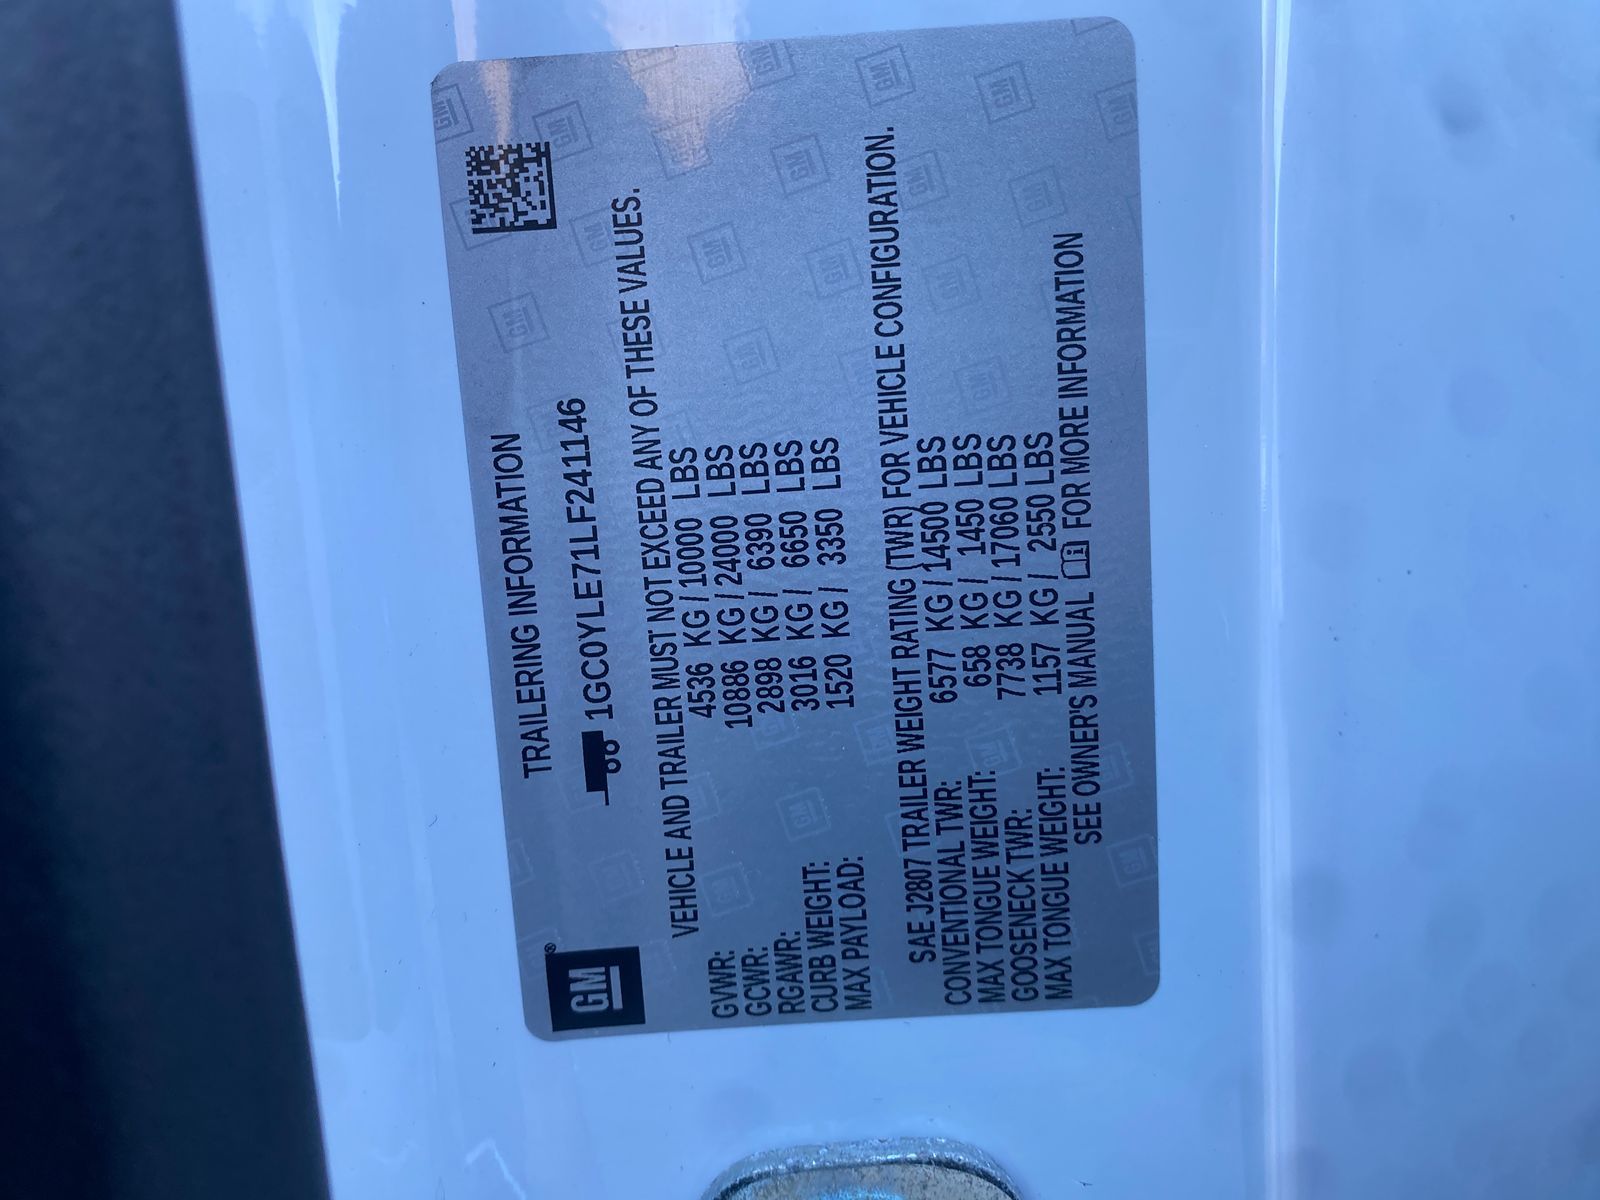 GM®
TRAILERING INFORMATION
1GC0YLE71LF241146
VEHICLE AND TRAILER MUST NOT EXCEED ANY OF THESE VALUES.
GVWR: 4536 KG / 10000 LBS
GCWR: 10886 KG / 24000 LBS
RGAWR: 2898 KG / 6390 LBS
CURB WEIGHT: 3016 KG / 6650 LBS
MAX PAYLOAD: 1520 KG / 3350 LBS
SAE J2807 TRAILER WEIGHT RATING (TWR) FOR VEHICLE CONFIGURATION.
CONVENTIONAL TWR: 6577 KG / 14500 LBS
MAX TONGUE WEIGHT: 658 KG / 1450 LBS
GOOSENECK TWR: 7738 KG / 17060 LBS
MAX TONGUE WEIGHT: 1157 KG / 2550 LBS
SEE OWNER'S MANUAL FOR MORE INFORMATION